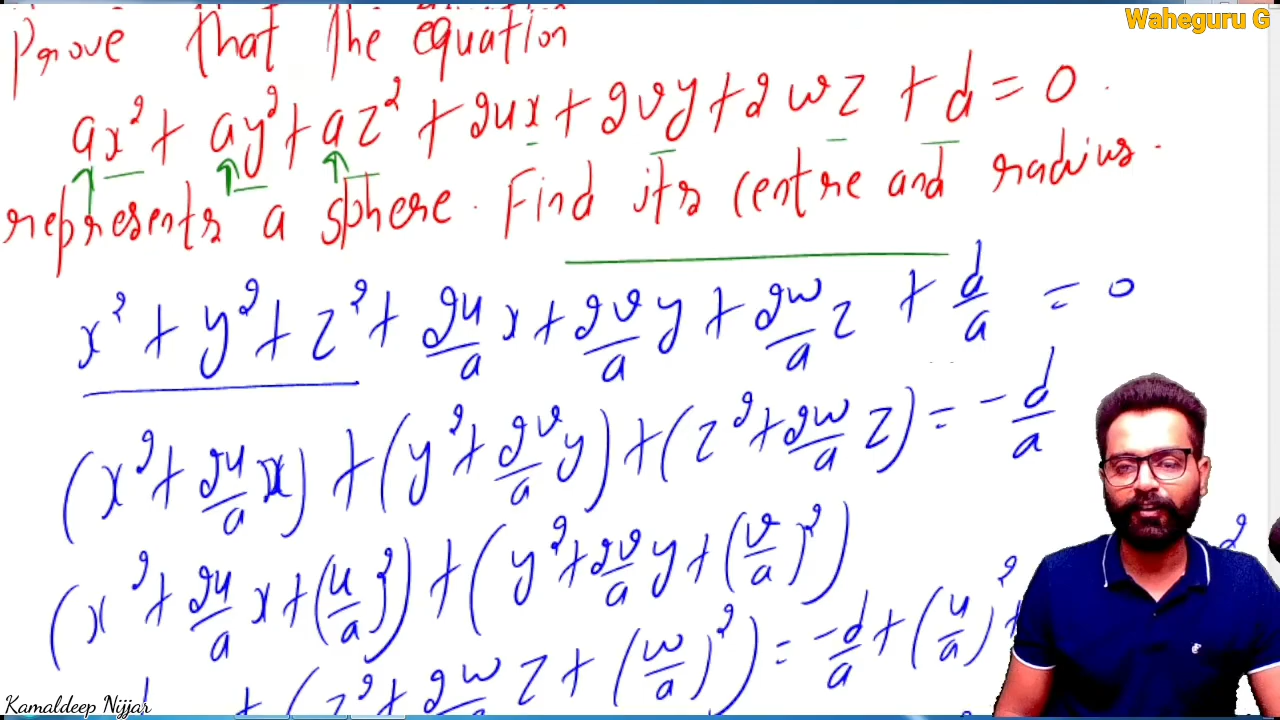 Waheguru G
Prove that the equation
ax² + ay² + az² + 2ux + 2vy + 2wz + d = 0.
represents a sphere. Find its centre and radius.
x² + y² + z² + 2u/a x + 2v/a y + 2w/a z + d/a = 0
(x² + 2u/a x) + (y² + 2v/a y) + (z² + 2w/a z) = -d/a
(x² + 2u/a x + (u/a)²) + (y² + 2v/a y + (v/a)²)
+ (z² + 2w/a z + (w/a)²) = -d/a + (u/a)² +
Kamaldeep Nijjar